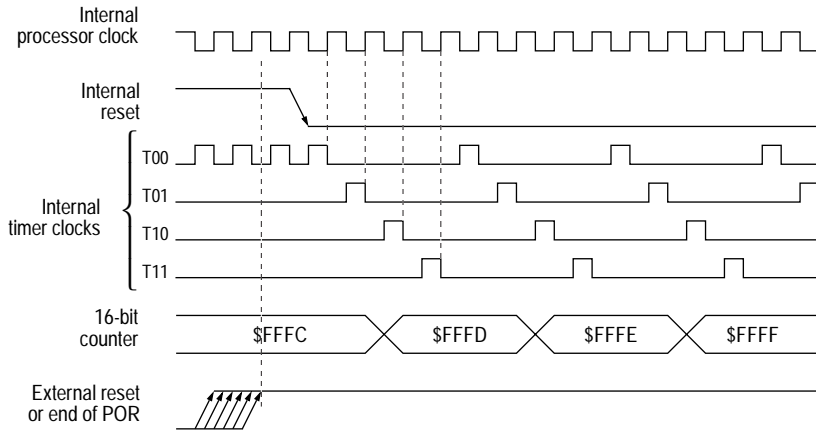 Internal
processor clock
Internal
reset
T00
T01
Internal
timer clocks
T10
T11
16-bit
counter
$FFFC
$FFFD
$FFFE
$FFFF
External reset
or end of POR